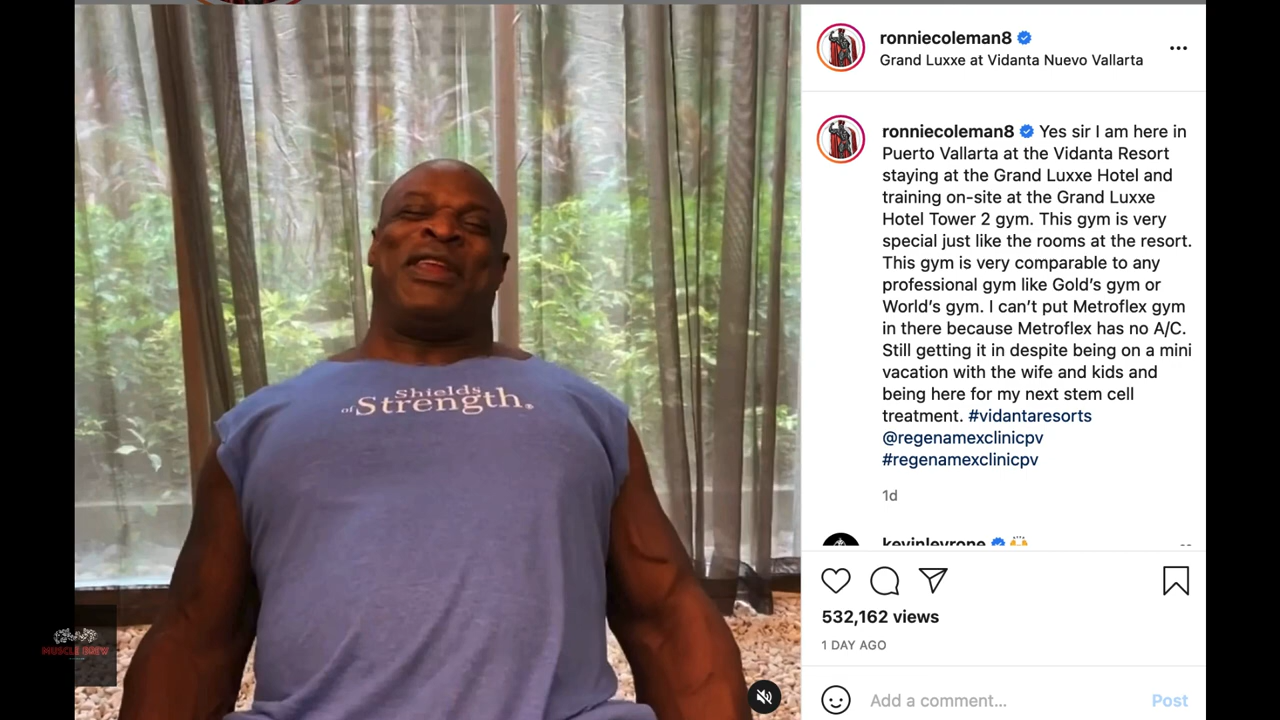 Shields
of Strength®
MUSCLE BREW
ronniecoleman8
Grand Luxxe at Vidanta Nuevo Vallarta
ronniecoleman8 Yes sir I am here in
Puerto Vallarta at the Vidanta Resort
staying at the Grand Luxxe Hotel and
training on-site at the Grand Luxxe
Hotel Tower 2 gym. This gym is very
special just like the rooms at the resort.
This gym is very comparable to any
professional gym like Gold’s gym or
World’s gym. I can’t put Metroflex gym
in there because Metroflex has no A/C.
Still getting it in despite being on a mini
vacation with the wife and kids and
being here for my next stem cell
treatment. #vidantaresorts
@regenamexclinicpv
#regenamexclinicpv
1d
kevinlevrone
532,162 views
1 DAY AGO
Add a comment...
Post